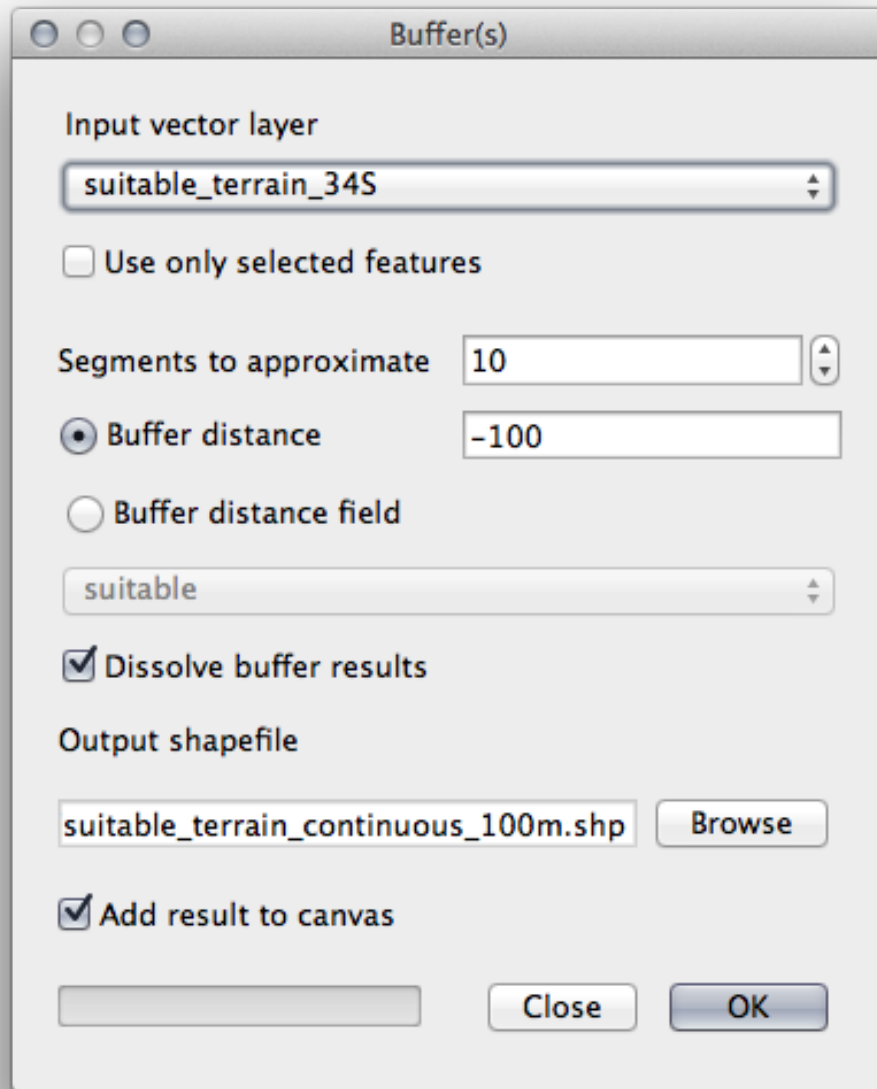 Buffer(s)
Input vector layer
suitable_terrain_34S
Use only selected features
Segments to approximate 10
Buffer distance -100
Buffer distance field
suitable
Dissolve buffer results
Output shapefile
suitable_terrain_continuous_100m.shp Browse
Add result to canvas
Close OK